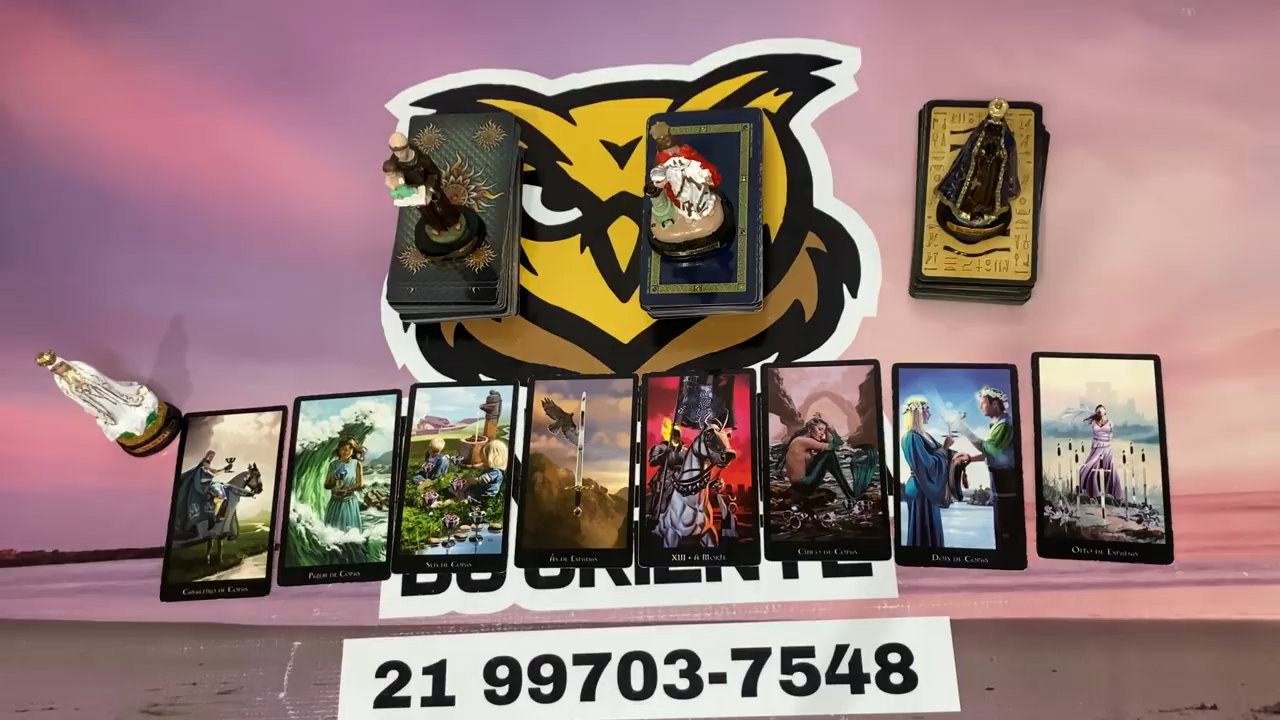 Cavaleiro de Copas
Pajem de Copas
Seis de Copas
Ás de Espadas
XIII • A Morte
Cinco de Copas
Dois de Copas
Oito de Espadas
DO ORIENTE
21 99703-7548